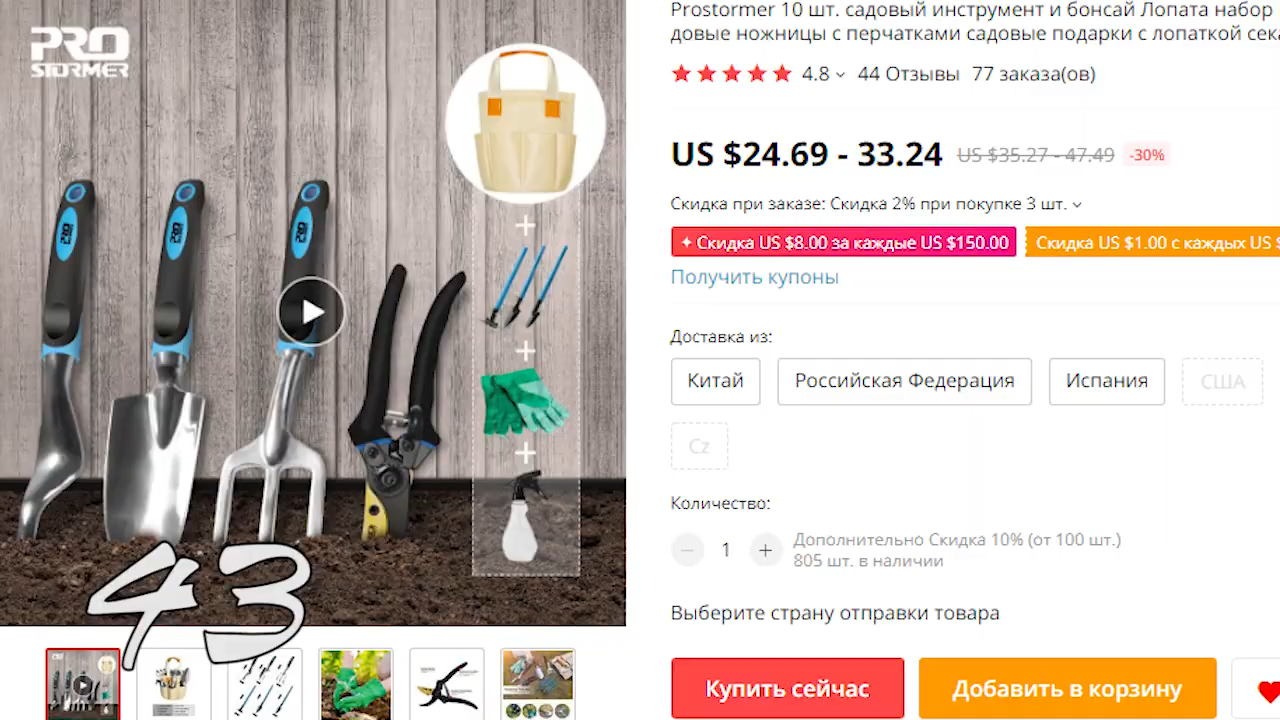 PRO
STORMER
43
Prostormer 10 шт. садовый инструмент и бонсай Лопата набор
довые ножницы с перчатками садовые подарки с лопаткой сека
4.8 44 Отзывы 77 заказа(ов)
US $24.69 - 33.24 US $35.27 - 47.49 -30%
Скидка при заказе: Скидка 2% при покупке 3 шт.
Скидка US $8.00 за каждые US $150.00 Скидка US $1.00 с каждых US $
Получить купоны
Доставка из:
Китай Российская Федерация Испания США
Cz
Количество:
1
Дополнительно Скидка 10% (от 100 шт.)
805 шт. в наличии
Выберите страну отправки товара
Купить сейчас Добавить в корзину